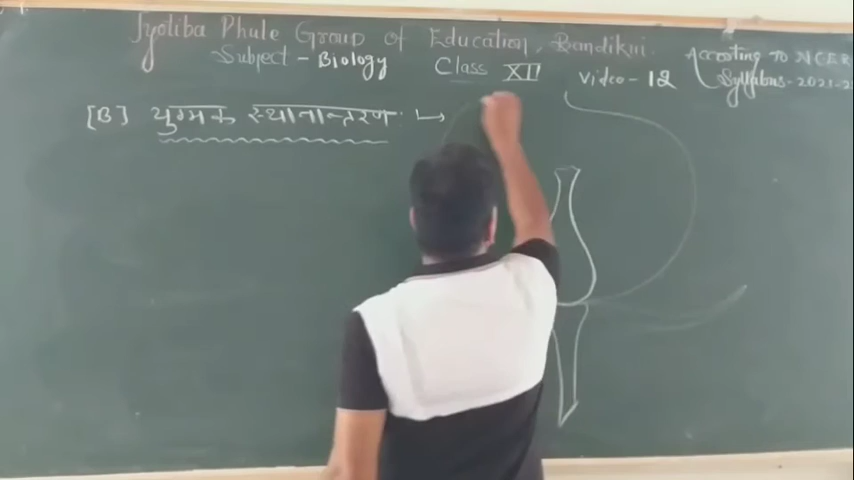 Jyotiba Phule Group of Education, Bandikui.
Subject - Biology Class XII Video - 12
According to NCER
Syllabus - 2021-2
[B] युग्मक स्थानान्तरण